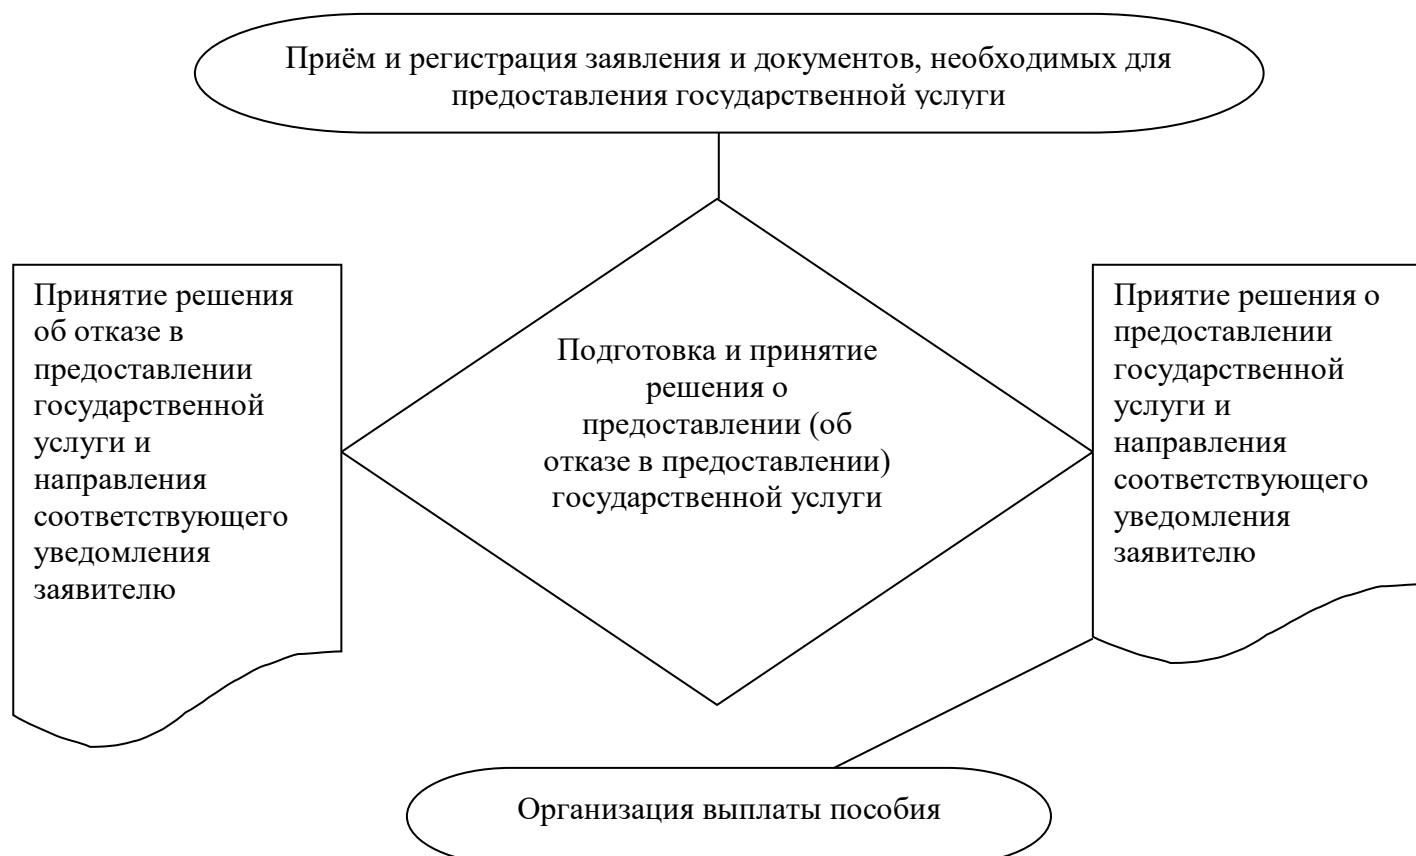 Приём и регистрация заявления и документов, необходимых для
предоставления государственной услуги
Принятие решения
об отказе в
предоставлении
государственной
услуги и
направления
соответствующего
уведомления
заявителю
Подготовка и принятие
решения о
предоставлении (об
отказе в предоставлении)
государственной услуги
Приятие решения о
предоставлении
государственной
услуги и
направления
соответствующего
уведомления
заявителю
Организация выплаты пособия